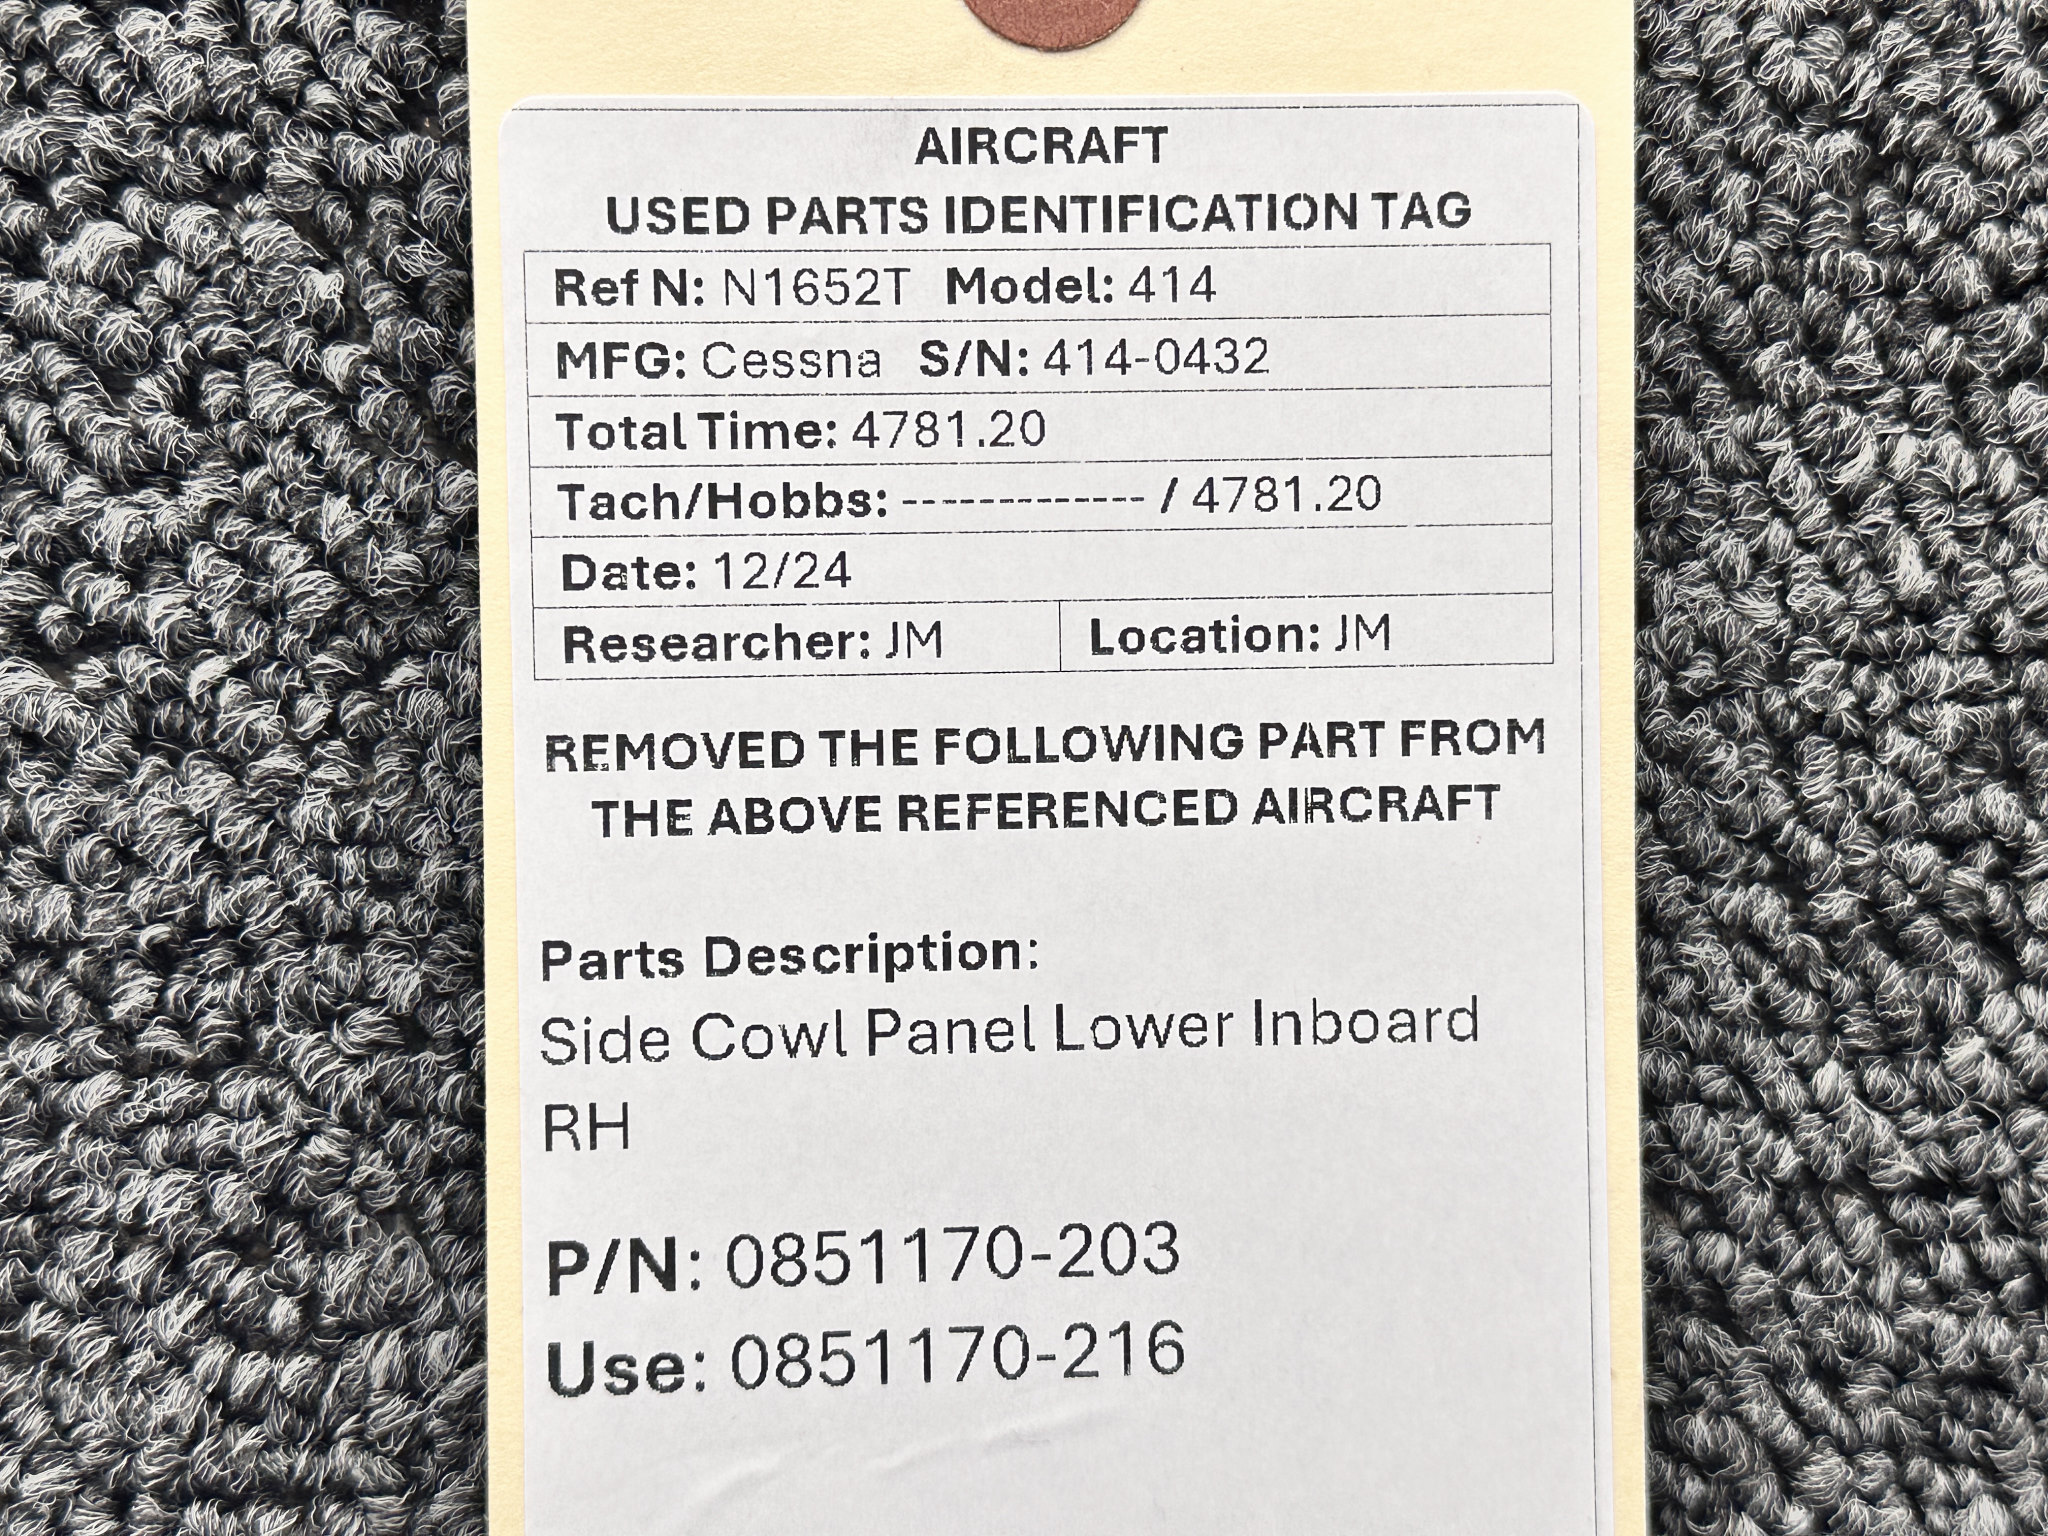 AIRCRAFT
USED PARTS IDENTIFICATION TAG
Ref N: N1652T Model: 414
MFG: Cessna S/N: 414-0432
Total Time: 4781.20
Tach/Hobbs: ------------- / 4781.20
Date: 12/24
Researcher: JM Location: JM
REMOVED THE FOLLOWING PART FROM
THE ABOVE REFERENCED AIRCRAFT
Parts Description:
Side Cowl Panel Lower Inboard
RH
P/N: 0851170-203
Use: 0851170-216